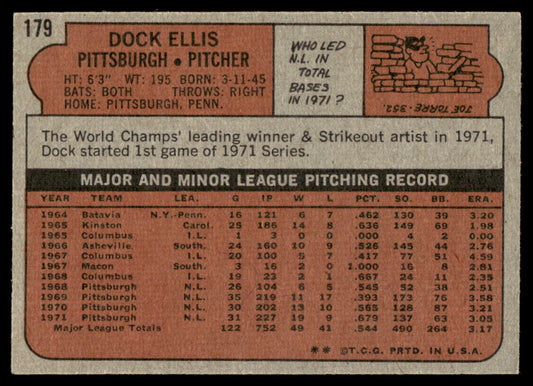 179
DOCK ELLIS
PITTSBURGH • PITCHER
HT: 6'3" WT: 195 BORN: 3-11-45
BATS: BOTH THROWS: RIGHT
HOME: PITTSBURGH, PENN.
WHO LED
N.L. IN
TOTAL
BASES
IN 1971?
JOE TORRE-352.
The World Champs' leading winner & Strikeout artist in 1971,
Dock started 1st game of 1971 Series.
MAJOR AND MINOR LEAGUE PITCHING RECORD
YEAR TEAM LEA. G IP W L PCT. SO. BB. ERA.
1964 Batavia N.Y.-Penn. 16 121 6 7 .462 130 39 3.20
1965 Kinston Carol. 25 186 14 8 .636 149 69 1.98
1965 Columbus I.L. 1 3 0 0 .000 0 0 0.00
1966 Asheville South. 24 160 10 9 .526 145 44 2.76
1967 Columbus I.L. 20 100 5 7 .417 77 51 4.59
1967 Macon South. 2 16 2 0 1.000 16 8 2.81
1968 Columbus I.L. 19 23 2 1 .667 24 11 2.35
1968 Pittsburgh N.L. 26 104 6 5 .545 52 38 2.51
1969 Pittsburgh N.L. 35 219 11 17 .393 173 76 3.58
1970 Pittsburgh N.L. 30 202 13 10 .565 128 87 3.21
1971 Pittsburgh N.L. 31 227 19 9 .679 137 63 3.05
Major League Totals 122 752 49 41 .544 490 264 3.17
** ©T.C.G. PRTD. IN U.S.A.